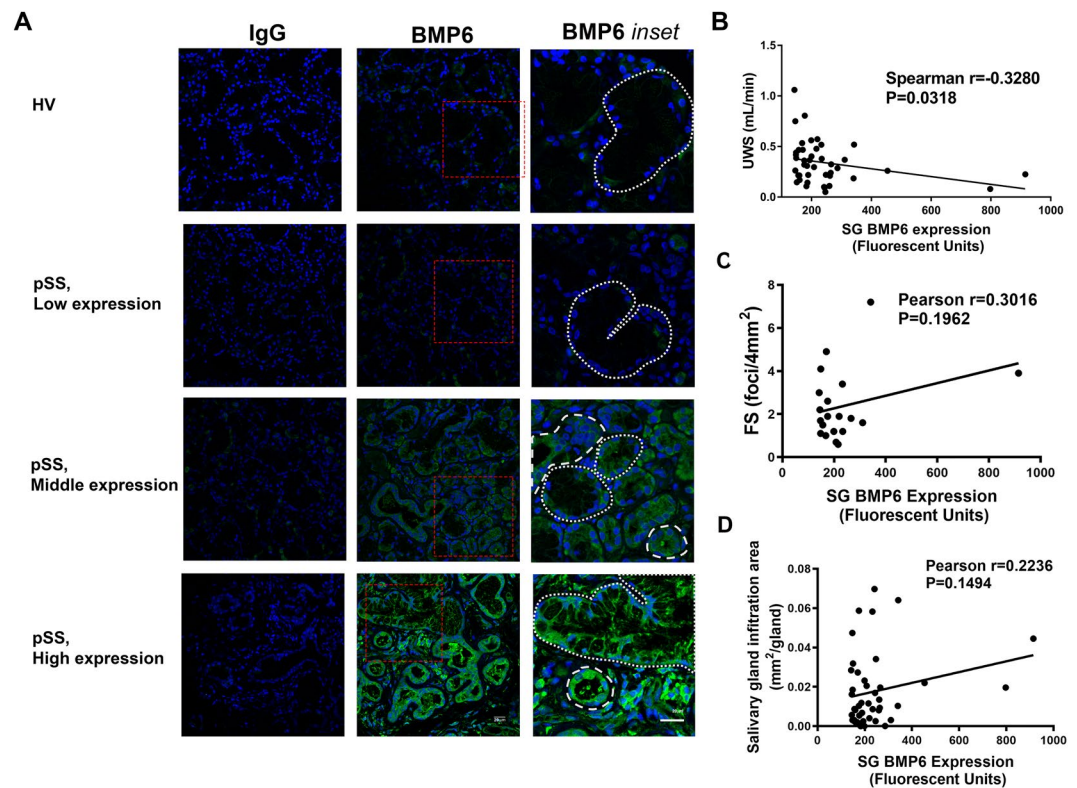 A
IgG
BMP6
BMP6 inset
HV
pSS,
Low expression
pSS,
Middle expression
pSS,
High expression
B
1.5
1.0
0.5
0.0
UWS (mL/min)
Spearman r=-0.3280
P=0.0318
200
400
600
800
1000
SG BMP6 expression
(Fluorescent Units)
C
8
6
4
2
0
FS (foci/4mm²)
Pearson r=0.3016
P=0.1962
0
200
400
600
800
1000
SG BMP6 Expression
(Fluorescent Units)
D
0.08
0.06
0.04
0.02
0.00
Salivary gland infitration area
(mm²/gland)
Pearson r=0.2236
P=0.1494
0
200
400
600
800
1000
SG BMP6 Expression
(Fluorescent Units)